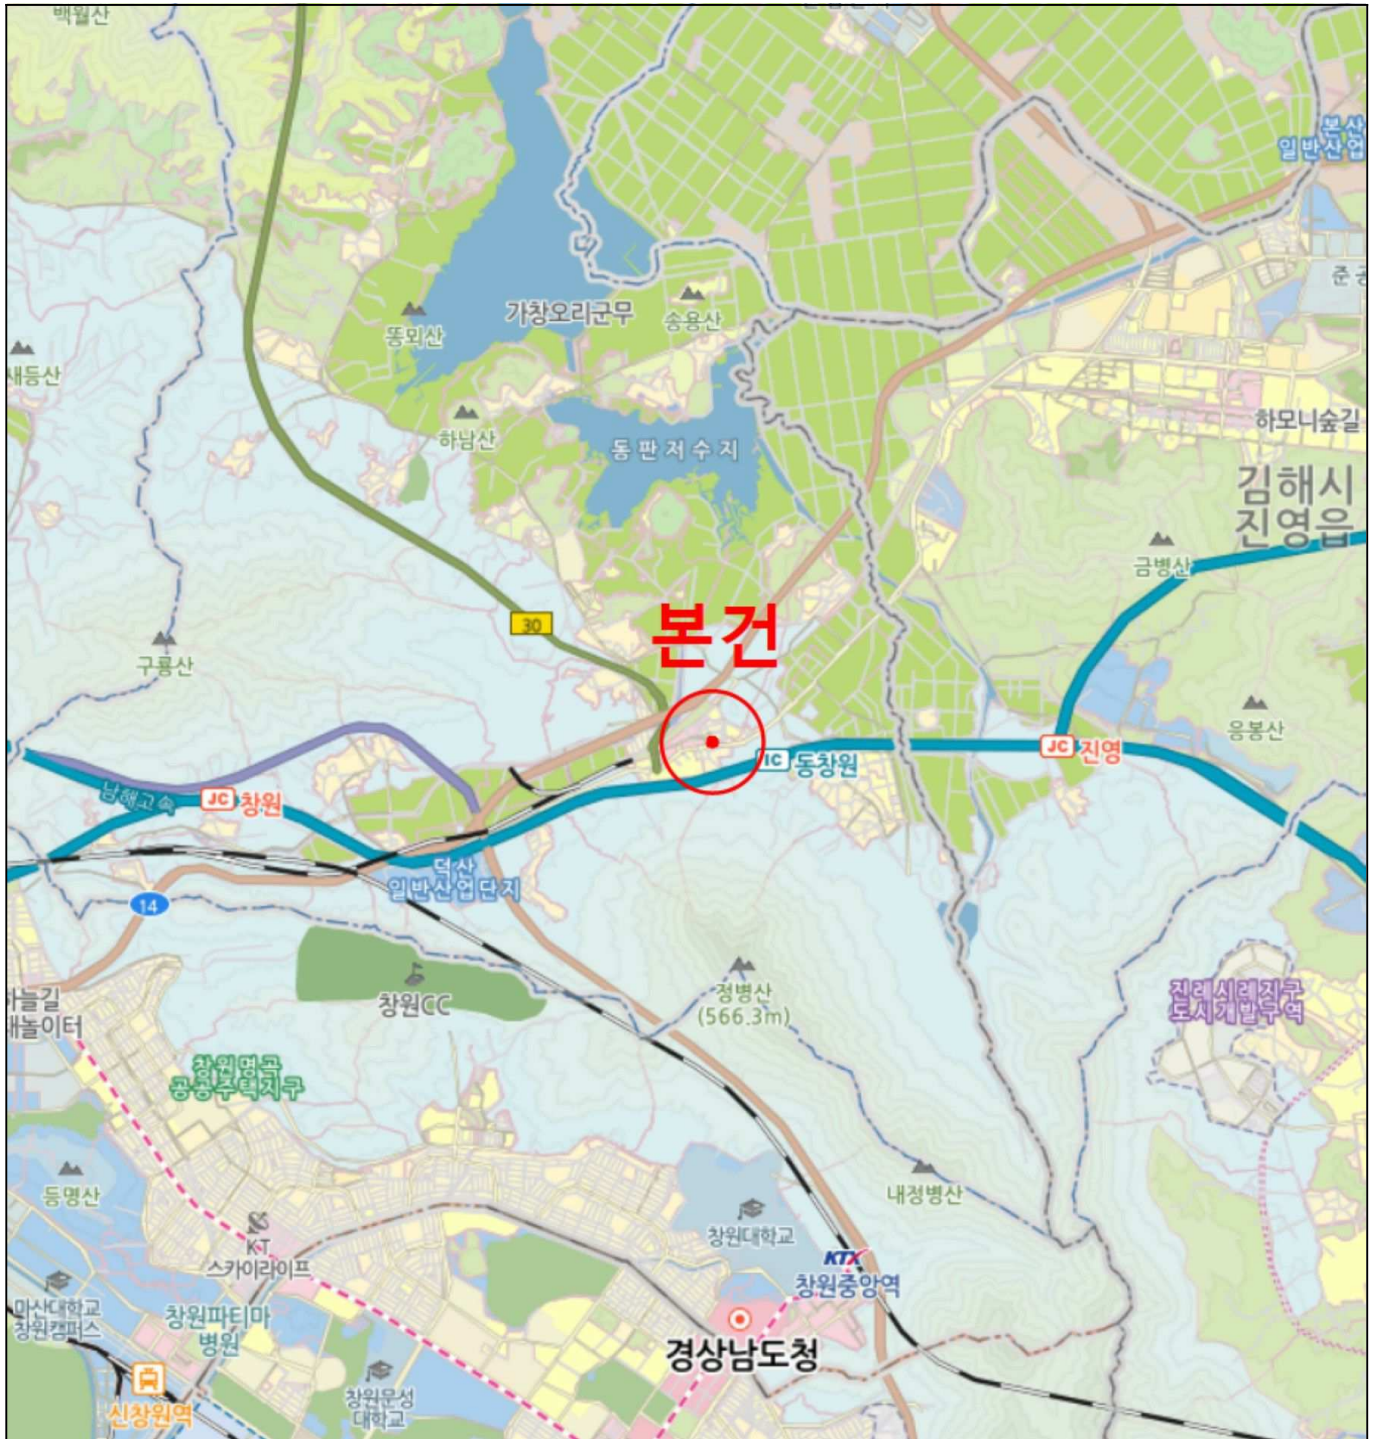 백월산
본산
일반산업
준공
가창오리군무
송용산
똥뫼산
새등산
하남산
동판저수지
하모니숲길
김해시
진영읍
금병산
30
본건
구룡산
응봉산
IC 동창원
JC 진영
남해고속
JC 창원
덕산
일반산업단지
14
창원CC
정병산
(566.3m)
진례시례지구
도시개발구역
하늘길
내놀이터
창원명곡
공공주택지구
등명산
내정병산
창원대학교
KT
스카이라이프
KTX
창원중앙역
마산대학교
창원캠퍼스
창원파티마
병원
경상남도청
창원문성
대학교
신창원역